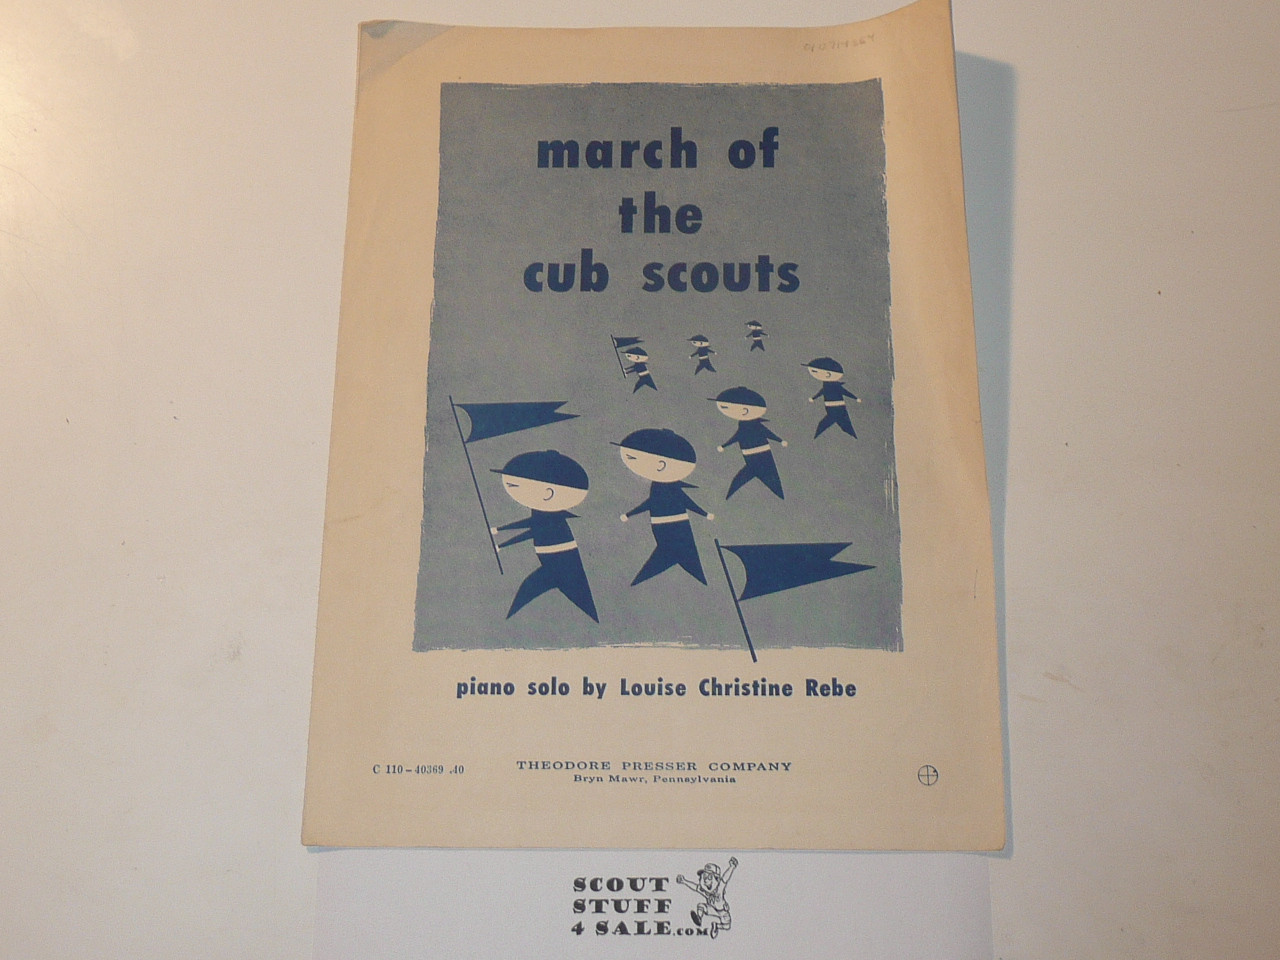 march of
the
cub scouts
piano solo by Louise Christine Rebe
C 110-40369 .40
THEODORE PRESSER COMPANY
Bryn Mawr, Pennsylvania
SCOUT
STUFF
4 SALE.COM